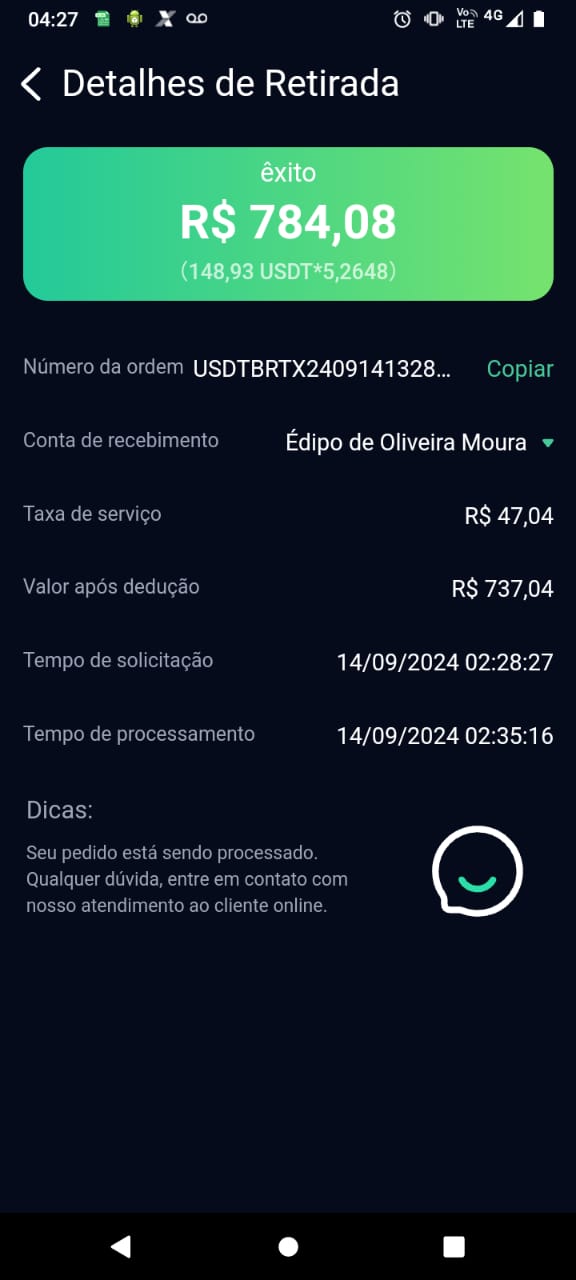 04:27
Vo
LTE
4G
Detalhes de Retirada
êxito
R$ 784,08
(148,93 USDT*5,2648)
Número da ordem USDTBRTX2409141328... Copiar
Conta de recebimento Édipo de Oliveira Moura
Taxa de serviço R$ 47,04
Valor após dedução R$ 737,04
Tempo de solicitação 14/09/2024 02:28:27
Tempo de processamento 14/09/2024 02:35:16
Dicas:
Seu pedido está sendo processado.
Qualquer dúvida, entre em contato com
nosso atendimento ao cliente online.